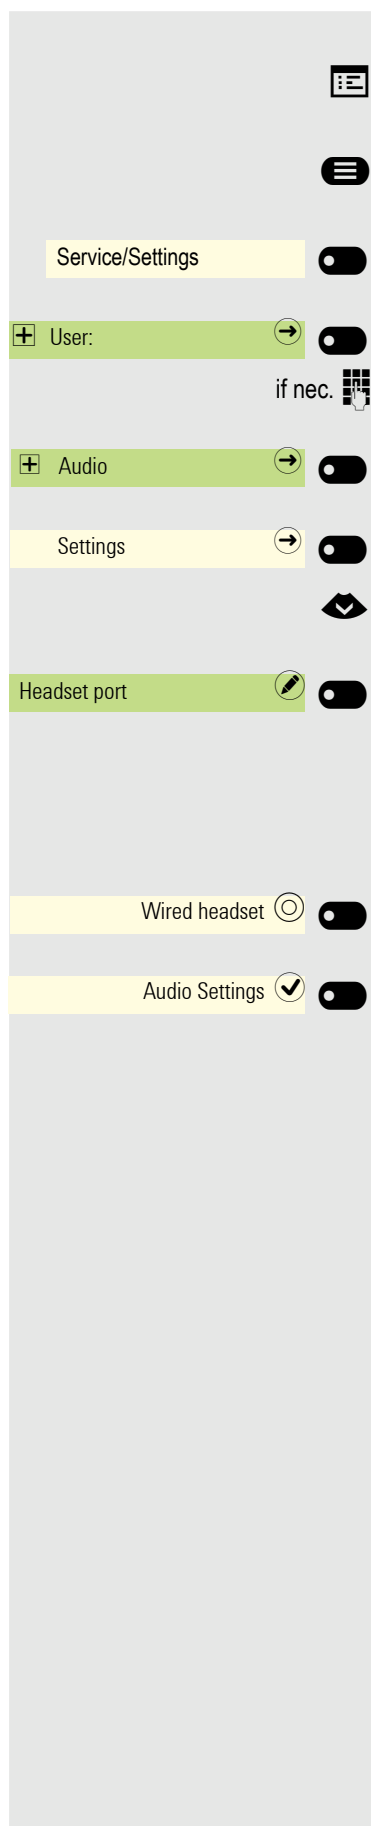 Service/Settings
User:
if nec.
Audio
Settings
Headset port
Wired headset
Audio Settings